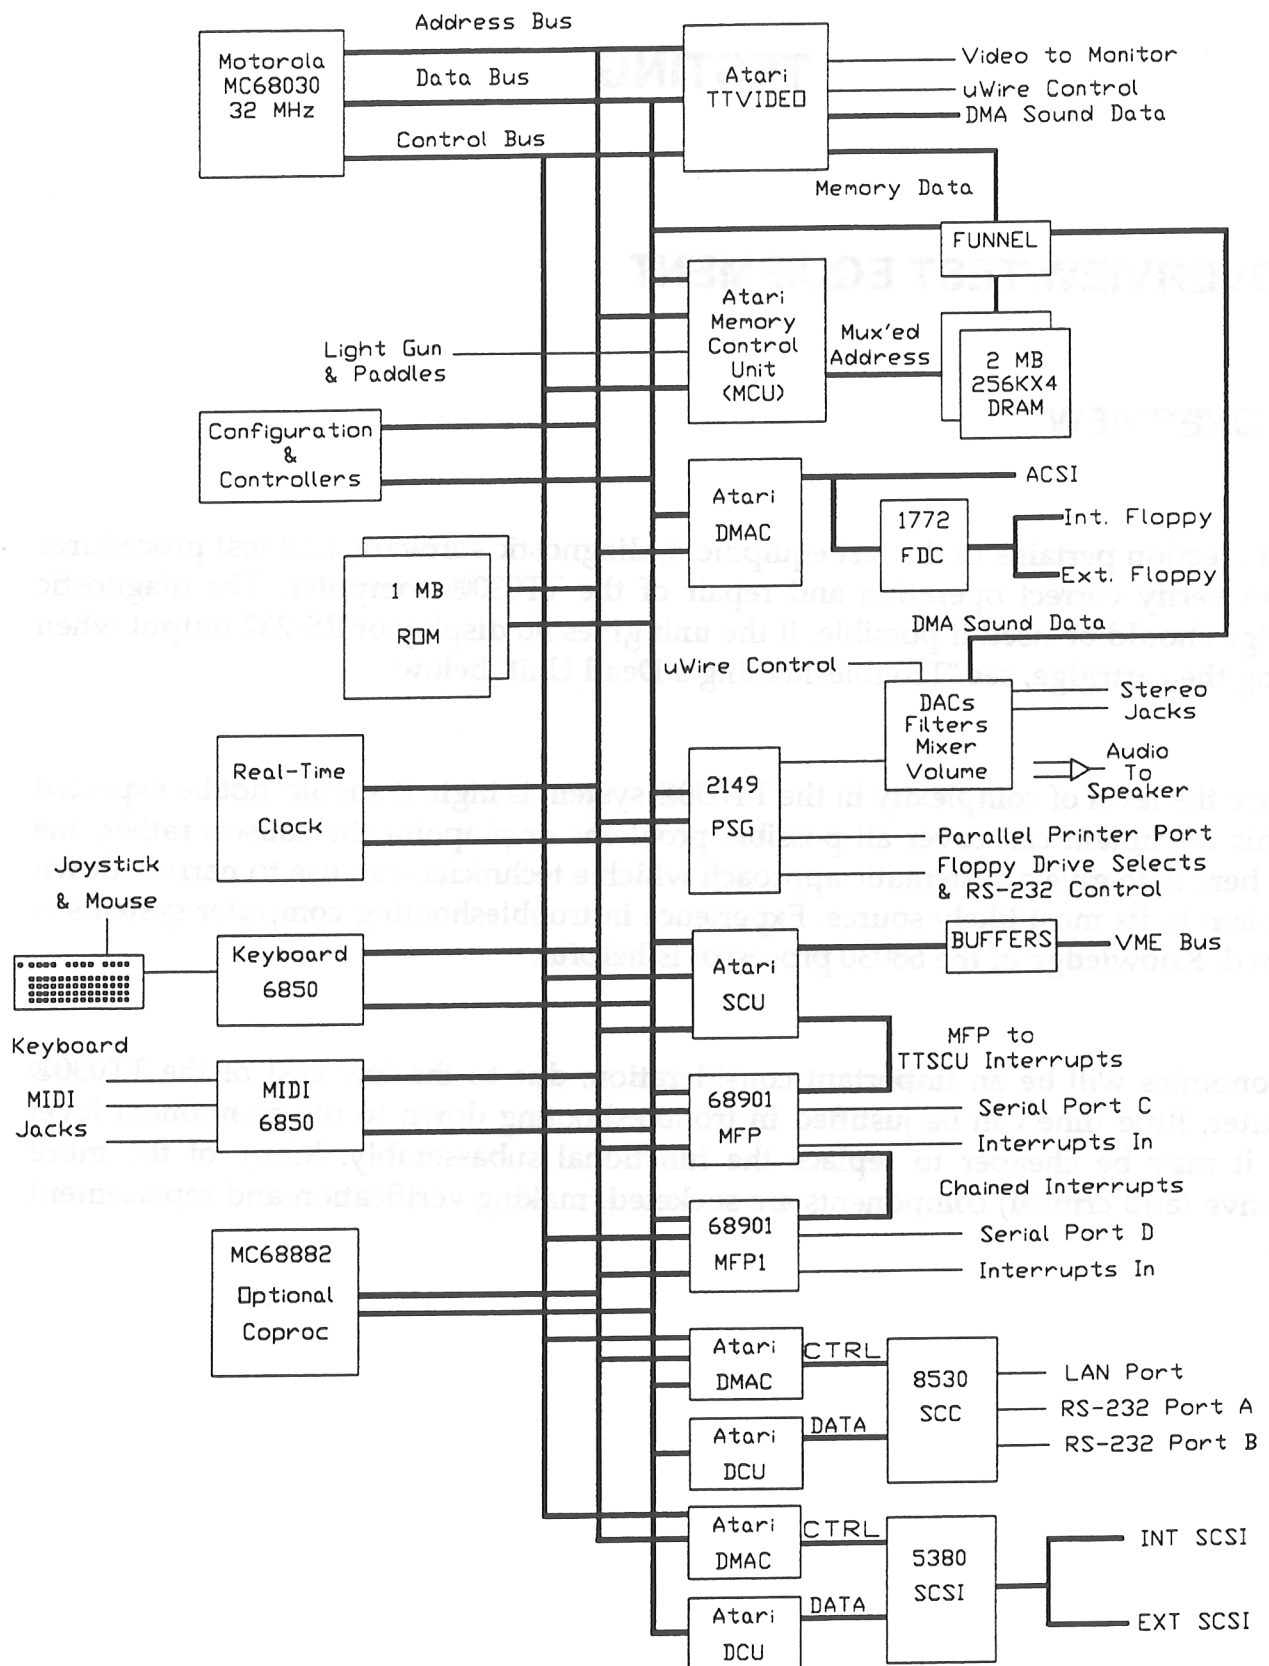 Address Bus
Motorola
MC68030
32 MHz
Data Bus
Control Bus
Atari
TTVIDEO
Video to Monitor
uWire Control
DMA Sound Data
Memory Data
FUNNEL
Atari
Memory
Control
Unit
(MCU)
Mux'ed
Address
2 MB
256KX4
DRAM
Light Gun
& Paddles
Configuration
&
Controllers
Atari
DMAC
ACSI
1772
FDC
Int. Floppy
Ext. Floppy
1 MB
ROM
DMA Sound Data
uWire Control
DACs
Filters
Mixer
Volume
Stereo
Jacks
Audio
To
Speaker
Real-Time
Clock
2149
PSG
Parallel Printer Port
Floppy Drive Selects
& RS-232 Control
Joystick
& Mouse
Keyboard
6850
Keyboard
Atari
SCU
BUFFERS
VME Bus
MFP to
TTSCU Interrupts
MIDI
Jacks
MIDI
6850
68901
MFP
Serial Port C
Interrupts In
Chained Interrupts
68901
MFP1
Serial Port D
Interrupts In
MC68882
Optional
Coproc
Atari
DMAC
CTRL
8530
SCC
LAN Port
RS-232 Port A
RS-232 Port B
Atari
DCU
DATA
Atari
DMAC
CTRL
5380
SCSI
INT SCSI
EXT SCSI
Atari
DCU
DATA